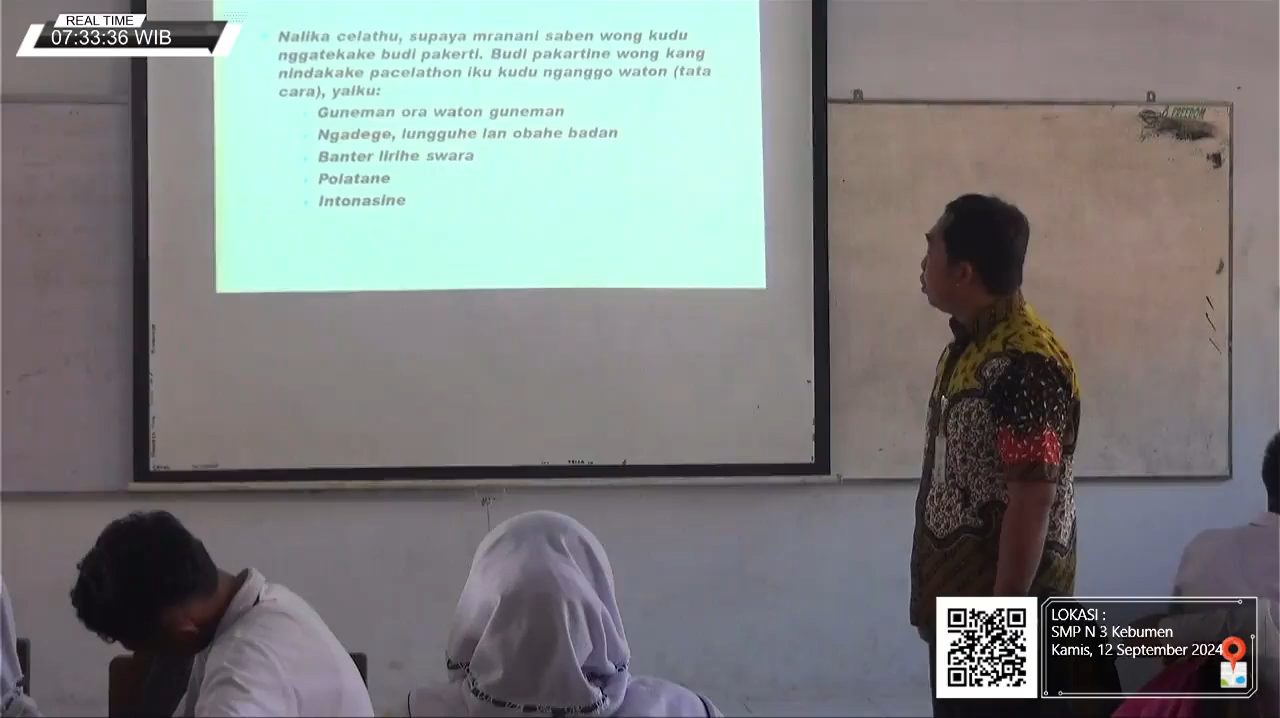 REAL TIME
07:33:36 WIB
Nalika celathu, supaya mranani saben wong kudu
nggatekake budi pakerti. Budi pakartine wong kang
nindakake pacelathon iku kudu nganggo waton (tata
cara), yaiku:
Guneman ora waton guneman
Ngadege, lungguhe lan obahe badan
Banter lirihe swara
Polatane
Intonasine
FREEDOM
LOKASI :
SMP N 3 Kebumen
Kamis, 12 September 2024